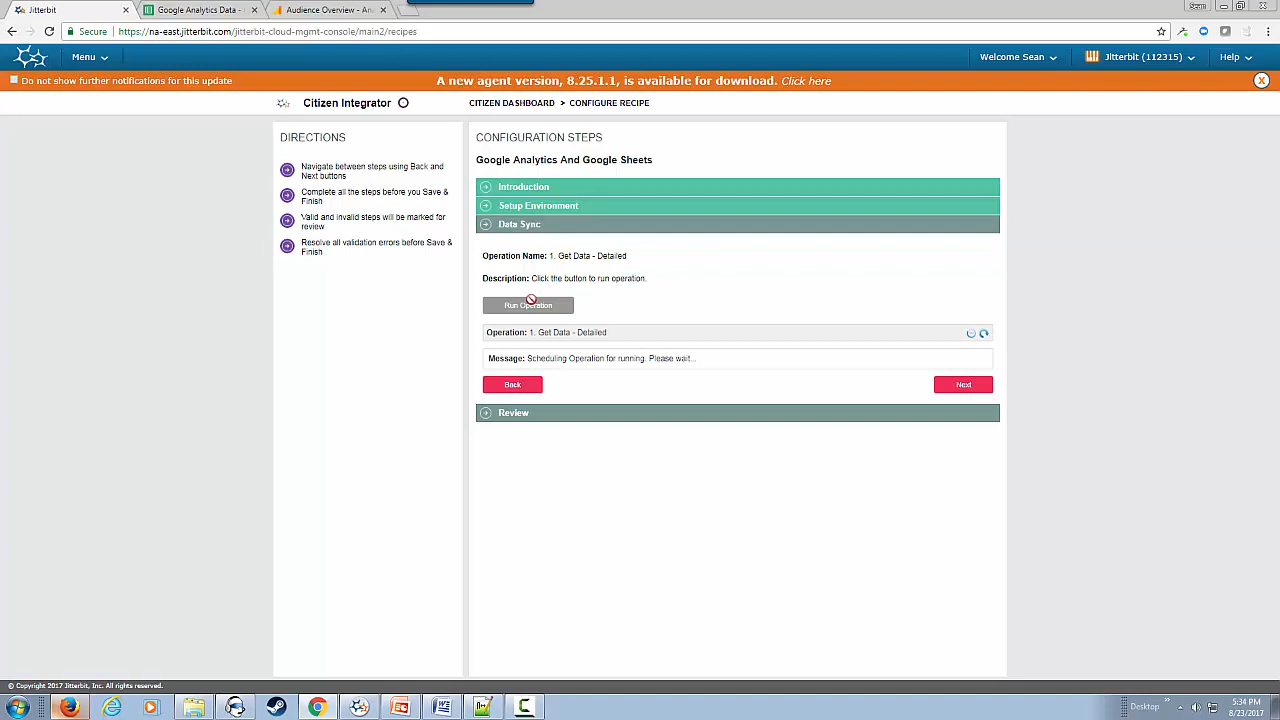 Jitterbit
Google Analytics Data -
Audience Overview - An
Sean
Secure
https://na-east.jitterbit.com/jitterbit-cloud-mgmt-console/main2/recipes
Menu
Welcome Sean
Jitterbit (112315)
Help
Do not show further notifications for this update
A new agent version, 8.25.1.1, is available for download. Click here
Citizen Integrator
CITIZEN DASHBOARD > CONFIGURE RECIPE
DIRECTIONS
Navigate between steps using Back and
Next buttons
Complete all the steps before you Save &
Finish
Valid and invalid steps will be marked for
review
Resolve all validation errors before Save &
Finish
CONFIGURATION STEPS
Google Analytics And Google Sheets
Introduction
Setup Environment
Data Sync
Operation Name: 1. Get Data - Detailed
Description: Click the button to run operation.
Run Operation
Operation: 1. Get Data - Detailed
Message: Scheduling Operation for running. Please wait...
Back
Next
Review
© Copyright 2017 Jitterbit, Inc. All rights reserved.
Desktop
5:34 PM
8/23/2017